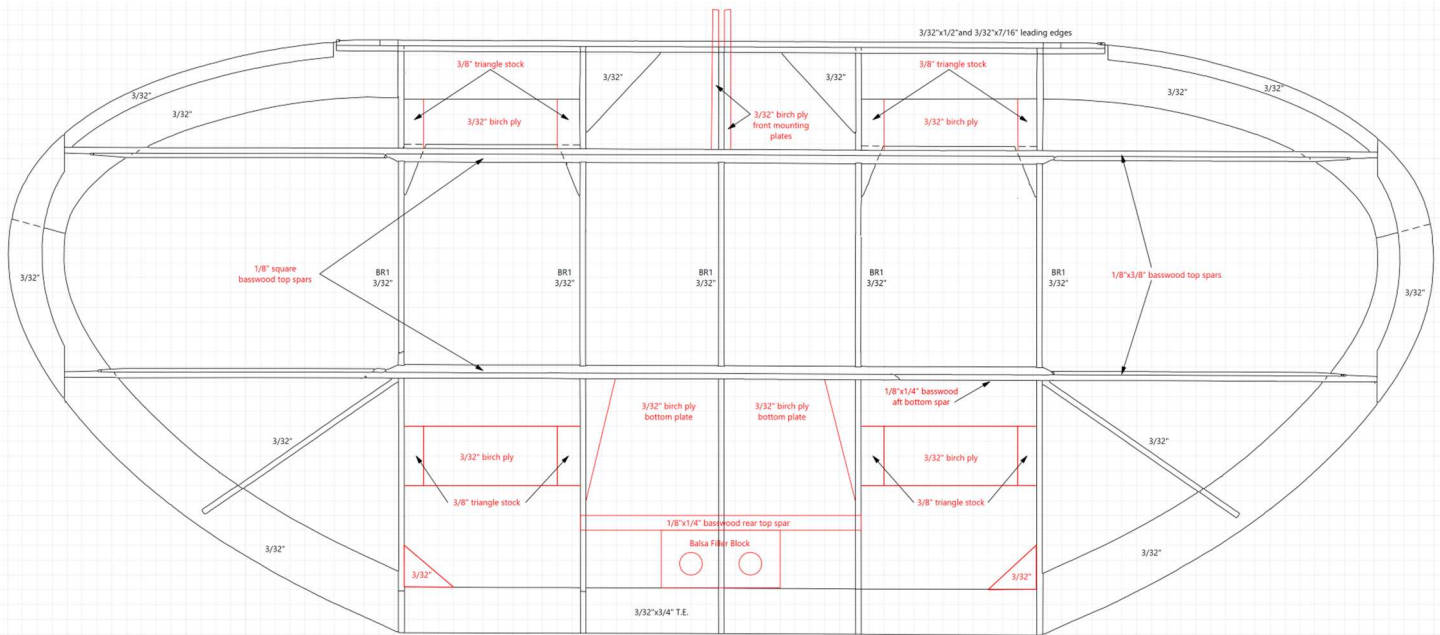 3/32"x1/2"and 3/32"x7/16" leading edges
3/8" triangle stock
3/8" triangle stock
3/32"
3/32"
3/32"
3/32"
3/32"
3/32"
3/32"
3/32" birch ply
3/32" birch ply
front mounting
plates
3/32" birch ply
1/8" square
basswood top spars
BR1
3/32"
BR1
3/32"
BR1
3/32"
BR1
3/32"
BR1
3/32"
1/8"x3/8" basswood top spars
3/32"
3/32"
1/8"x1/4" basswood
aft bottom spar
3/32" birch ply
bottom plate
3/32" birch ply
bottom plate
3/32"
3/32"
3/32" birch ply
3/32" birch ply
3/8" triangle stock
3/8" triangle stock
1/8"x1/4" basswood rear top spar
Balsa Filler Block
3/32"
3/32"
3/32"
3/32"
3/32"x3/4" T.E.